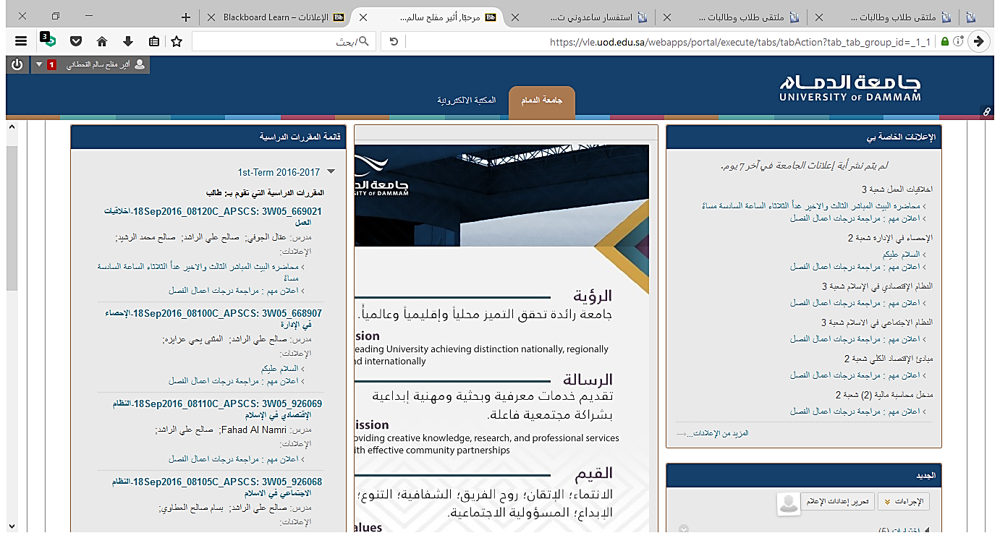 ملتقى طلاب وطالبات ...
ملتقى طلاب وطالبات ...
استفسار ساعدوني ت...
مرحبًا, أثير مفلح سالم...
الإعلانات – Blackboard Learn
https://vle.uod.edu.sa/webapps/portal/execute/tabs/tabAction?tab_tab_group_id=_1_1
ابحث
3
أثير مفلح سالم القحطاني
1
جامعة الدمام
UNIVERSITY OF DAMMAM
جامعة الدمام
المكتبة الالكترونية
الإعلانات الخاصة بي
لم يتم نشر أية إعلانات الجامعة في آخر 7 يوم.
اخلاقيات العمل شعبة 3
محاضرة البيث المباشر الثالث والاخير غداً الثلاثاء الساعة السادسة مساءً
اعلان مهم : مراجعة درجات اعمال الفصل
الإحصاء في الإدارة شعبة 2
السلام عليكم
اعلان مهم : مراجعة درجات اعمال الفصل
النظام الإقتصادي في الإسلام شعبة 3
اعلان مهم : مراجعة درجات اعمال الفصل
النظام الاجتماعي في الاسلام شعبة 3
اعلان مهم : مراجعة درجات اعمال الفصل
مبادئ الإقتصاد الكلي شعبة 2
اعلان مهم : مراجعة درجات اعمال الفصل
مدخل محاسبة مالية (2) شعبة 2
اعلان مهم : مراجعة درجات اعمال الفصل
المزيد من الإعلانات...
الجديد
الإجراءات
تحرير إعدادات الإعلام
اختبارات (5)
UNIVERSITY OF DAMMAM
الرؤية
جامعة رائدة تحقق التميز محلياً وإقليمياً وعالمياً.
sion
eading University achieving distinction nationally, regionally
nd internationally
الرسالة
تقديم خدمات معرفية وبحثية ومهنية إبداعية
بشراكة مجتمعية فاعلة.
ission
oviding creative knowledge, research, and professional services
ith effective community partnerships
القيم
الانتماء؛ الإتقان؛ روح الفريق؛ الشفافية؛ التنوع؛
الإبداع؛ المسؤولية الاجتماعية.
alues
قائمة المقررات الدراسية
1st-Term 2016-2017
المقررات الدراسية التي تقوم بـ: طالب
18Sep2016_08120C_APSCS: 3W05_669021-اخلاقيات
العمل
مدرس: عقال الجوفي; صالح علي الراشد; صالح محمد الرشيد;
الإعلانات:
محاضرة البيث المباشر الثالث والاخير غداً الثلاثاء الساعة السادسة
مساءً
اعلان مهم : مراجعة درجات اعمال الفصل
18Sep2016_08100C_APSCS: 3W05_668907-الإحصاء
في الإدارة
مدرس: صالح علي الراشد; المثنى يحي عزايزه;
الإعلانات:
السلام عليكم
اعلان مهم : مراجعة درجات اعمال الفصل
18Sep2016_08110C_APSCS: 3W05_926069-النظام
الإقتصادي في الإسلام
مدرس: Fahad Al Namri; صالح علي الراشد;
الإعلانات:
اعلان مهم : مراجعة درجات اعمال الفصل
18Sep2016_08105C_APSCS: 3W05_926068-النظام
الاجتماعي في الاسلام
مدرس: صالح علي الراشد; بسام صالح العطاوي;
الإعلانات: